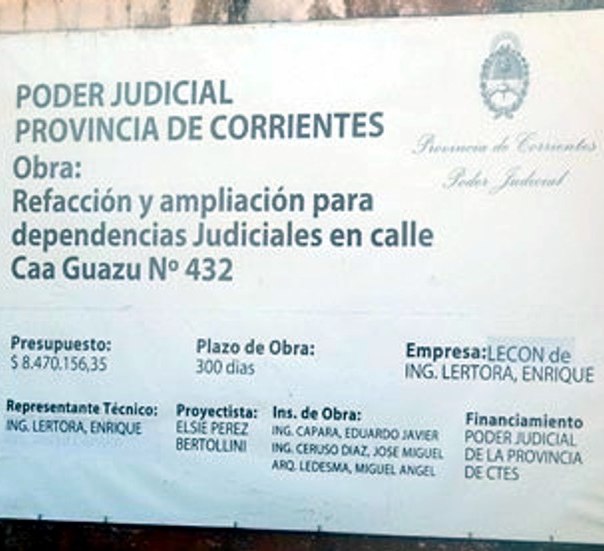 PODER JUDICIAL
PROVINCIA DE CORRIENTES
Provincia de Corrientes
Poder Judicial
Obra:
Refacción y ampliación para
dependencias Judiciales en calle
Caa Guazu Nº 432
Presupuesto:
$ 8.470.156,35
Plazo de Obra:
300 dias
Empresa: LECON de
ING. LERTORA, ENRIQUE
Representante Técnico:
ING. LERTORA, ENRIQUE
Proyectista:
ELSIE PEREZ
BERTOLLINI
Ins. de Obra:
ING. CAPARA, EDUARDO JAVIER
ING. CERUSO DIAZ, JOSE MIGUEL
ARQ. LEDESMA, MIGUEL ANGEL
Financiamiento
PODER JUDICIAL
DE LA PROVINCIA
DE CTES